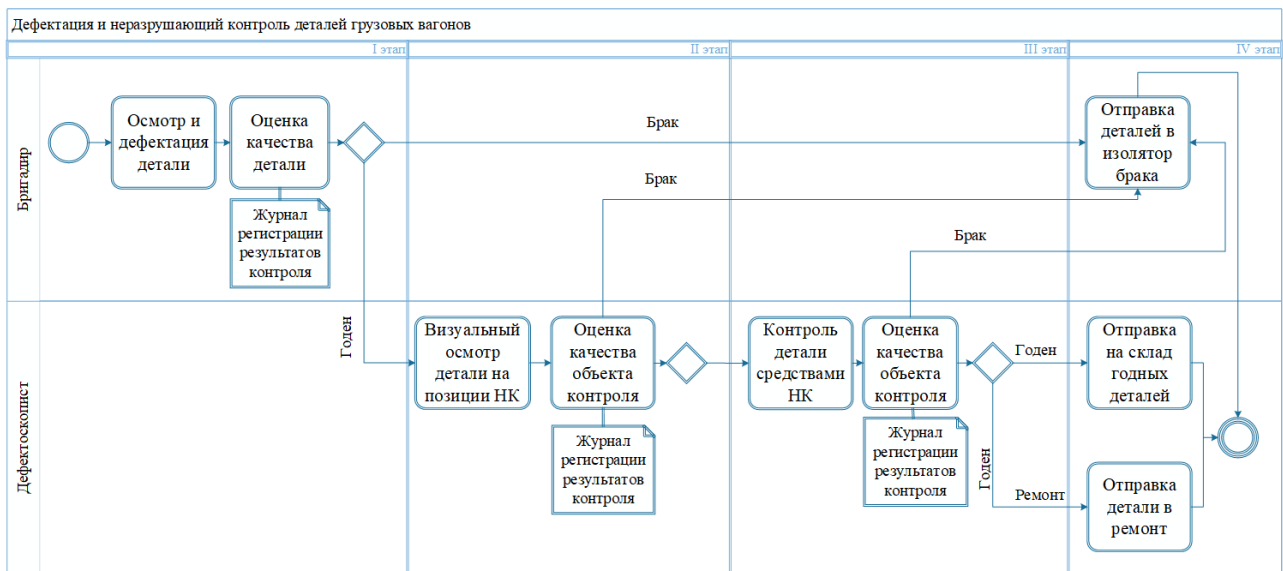 Дефектация и неразрушающий контроль деталей грузовых вагонов
I этап
II этап
III этап
IV этап
Бригадир
Осмотр и
дефектация
детали
Оценка
качества
детали
Журнал
регистрации
результатов
контроля
Брак
Брак
Брак
Отправка
деталей в
изолятор
брака
Дефектоскопист
Годен
Визуальный
осмотр
детали на
позиции НК
Оценка
качества
объекта
контроля
Журнал
регистрации
результатов
контроля
Контроль
детали
средствами
НК
Оценка
качества
объекта
контроля
Журнал
регистрации
результатов
контроля
Годен
Годен
Ремонт
Отправка
на склад
годных
деталей
Отправка
детали в
ремонт